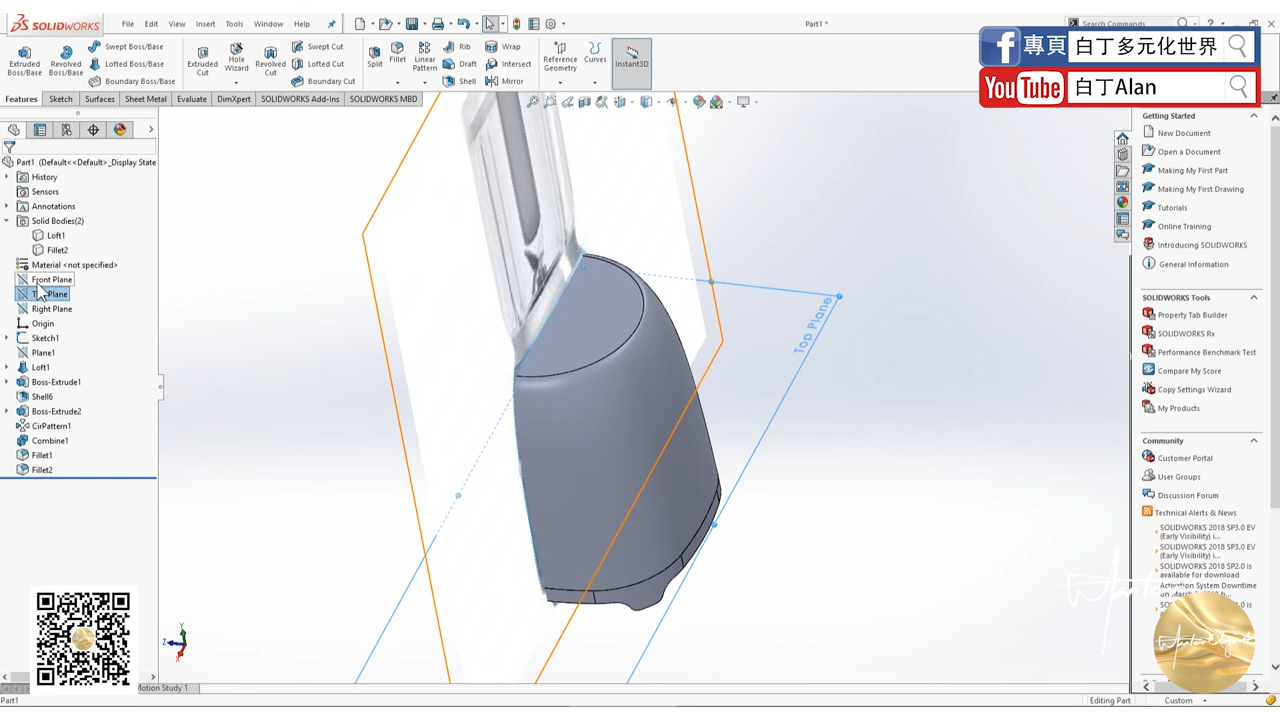 SOLIDWORKS
File Edit View Insert Tools Window Help
Part1 *
Search Commands
Extruded Boss/Base
Revolved Boss/Base
Swept Boss/Base
Lofted Boss/Base
Boundary Boss/Base
Extruded Cut
Hole Wizard
Revolved Cut
Swept Cut
Lofted Cut
Boundary Cut
Split
Fillet
Linear Pattern
Rib
Draft
Shell
Wrap
Intersect
Mirror
Reference Geometry
Curves
Instant3D
專頁 白丁多元化世界
YouTube 白丁Alan
Features Sketch Surfaces Sheet Metal Evaluate DimXpert SOLIDWORKS Add-Ins SOLIDWORKS MBD
Part1 (Default<<Default>_Display State
History
Sensors
Annotations
Solid Bodies(2)
Loft1
Fillet2
Material <not specified>
Front Plane
Plane
Right Plane
Origin
Sketch1
Plane1
Loft1
Boss-Extrude1
Shell6
Boss-Extrude2
CirPattern1
Combine1
Fillet1
Fillet2
Top Plane
Y
Z
X
Getting Started
New Document
Open a Document
Making My First Part
Making My First Drawing
Tutorials
Online Training
Introducing SOLIDWORKS
General Information
SOLIDWORKS Tools
Property Tab Builder
SOLIDWORKS Rx
Performance Benchmark Test
Compare My Score
Copy Settings Wizard
My Products
Community
Customer Portal
User Groups
Discussion Forum
Technical Alerts & News
SOLIDWORKS 2018 SP3.0 EV
(Early Visibility) i...
SOLIDWORKS 2018 SP3.0 EV
(Early Visibility) i...
SOLIDWORKS 2018 SP2.0 is
available for download
Activation System Downtime
Motion Study 1
Part1
Editing Part
Custom